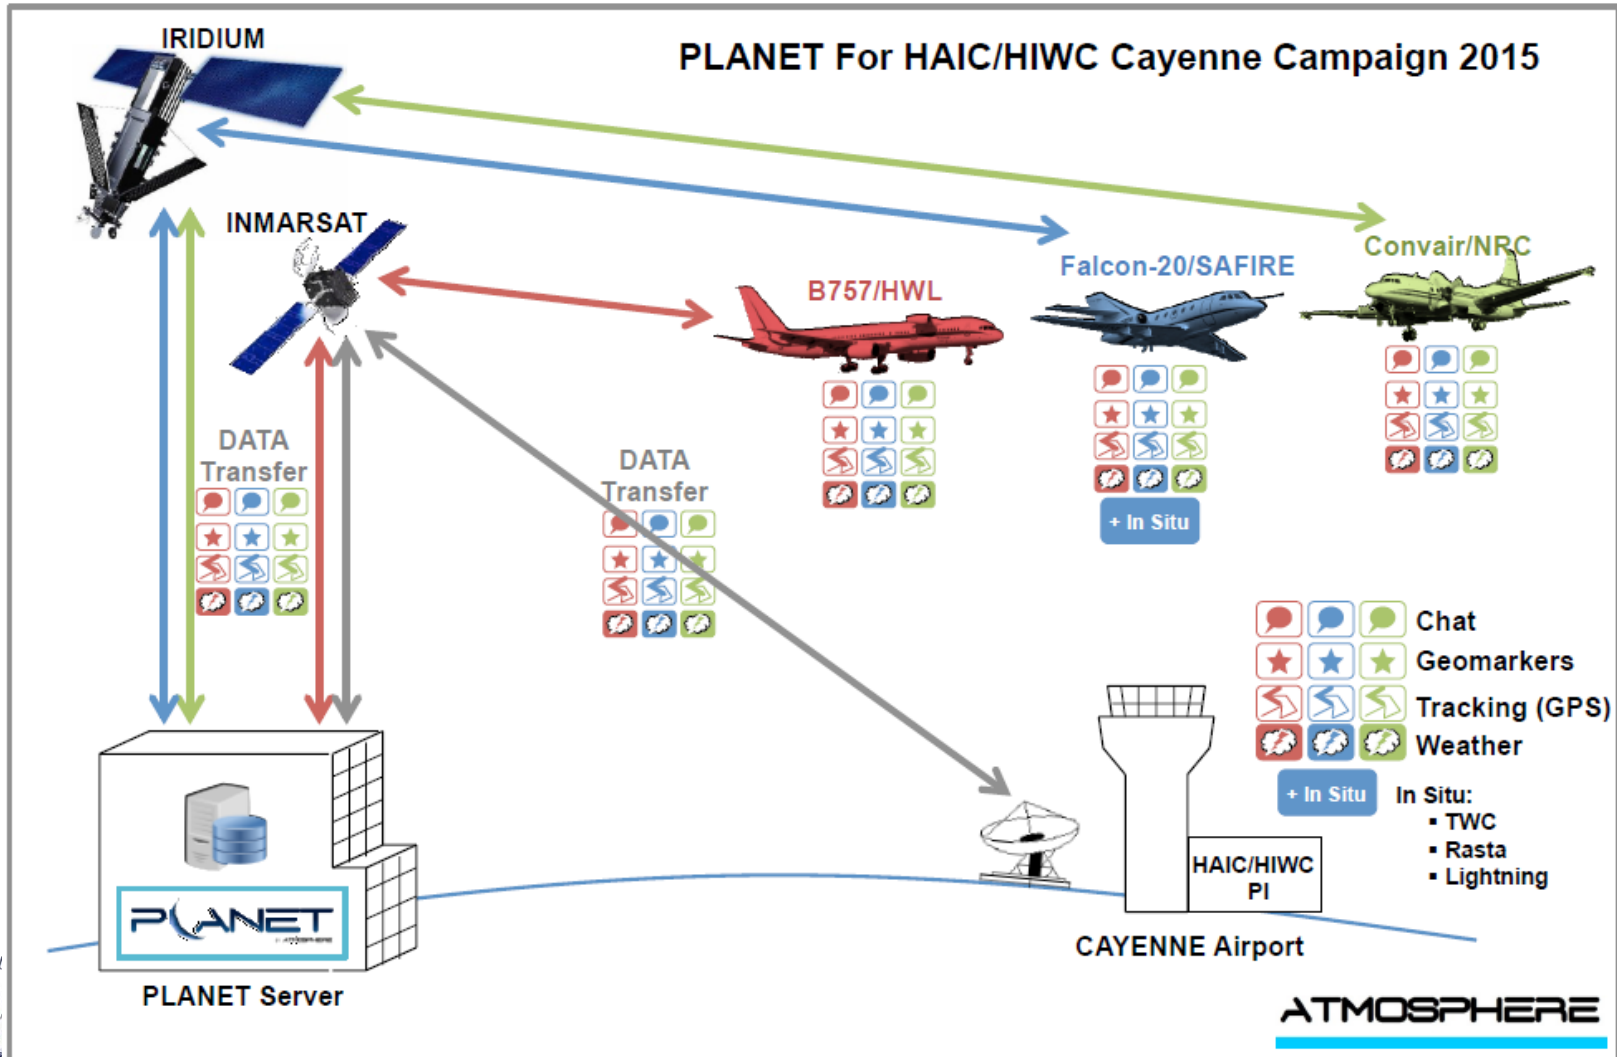 IRIDIUM
PLANET For HAIC/HIWC Cayenne Campaign 2015
INMARSAT
Convair/NRC
Falcon-20/SAFIRE
B757/HWL
DATA
Transfer
DATA
Transfer
+ In Situ
Chat
Geomarkers
Tracking (GPS)
Weather
+ In Situ
In Situ:
▪ TWC
▪ Rasta
▪ Lightning
HAIC/HIWC
PI
PLANET
BY ATMOSPHERE
CAYENNE Airport
PLANET Server
ATMOSPHERE